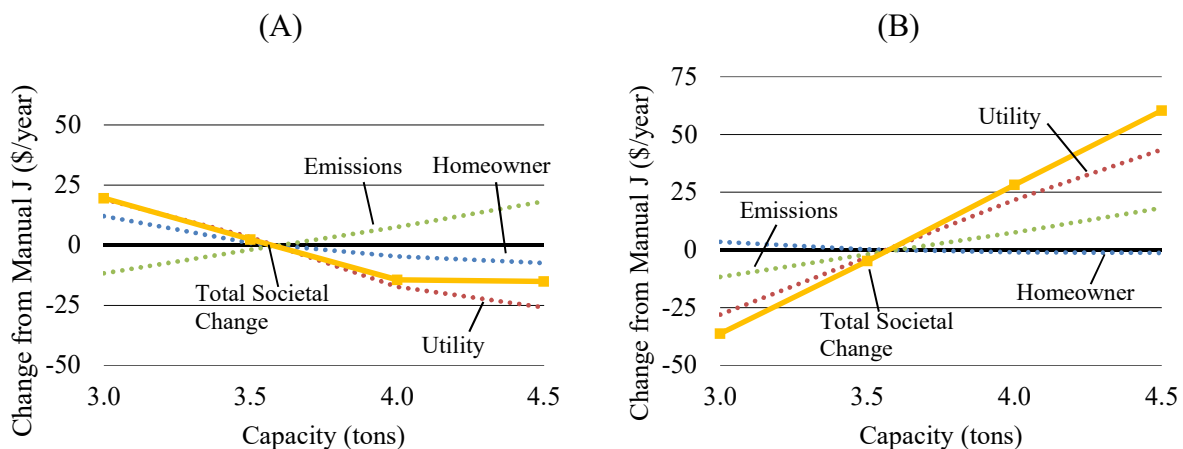 (A)
Change from Manual J ($/year)
50
25
0
-25
-50
Emissions
Homeowner
Total Societal
Change
Utility
3.0
3.5
4.0
4.5
Capacity (tons)
(B)
Change from Manual J ($/year)
75
50
25
0
-25
-50
Utility
Emissions
Homeowner
Total Societal
Change
3.0
3.5
4.0
4.5
Capacity (tons)